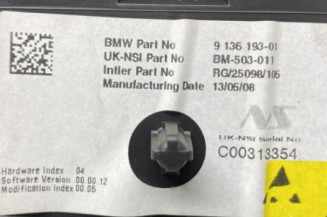 BMW Part No 9 136 193-01
UK-NSI Part No BM-503-011
Intier Part No RG/25098/105
Manufacturing Date 13/05/08
UK-NSI Serial No
C00313354
Hardware Index 04
Software Version 00.00.12
Modification Index 00.05